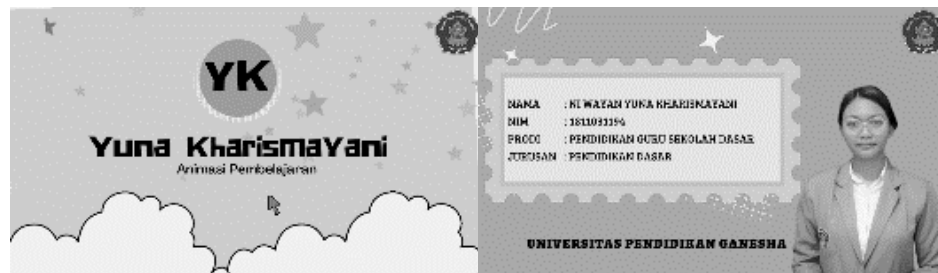 YK
Yuna KharismaYani
Animasi Pembelajaran
NAMA : NI WAYAN YUNA KHARISMAYANI
NIM : 1811031194
PRODI : PENDIDIKAN GURU SEKOLAH DASAR
JURUSAN : PENDIDIKAN DASAR
UNIVERSITAS PENDIDIKAN GANESHA